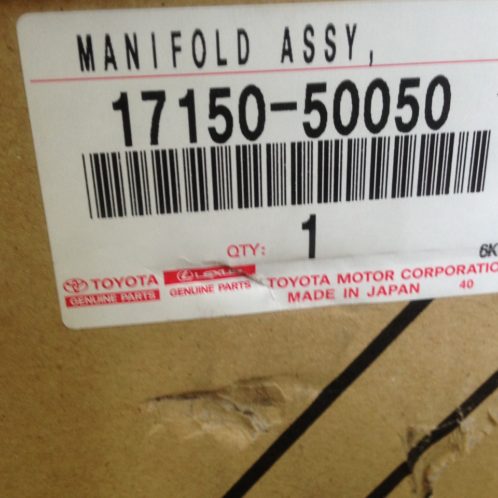 MANIFOLD ASSY,
17150-50050
QTY: 1
6K
TOYOTA LEXUS TOYOTA MOTOR CORPORATIO
GENUINE PARTS GENUINE PARTS MADE IN JAPAN 40